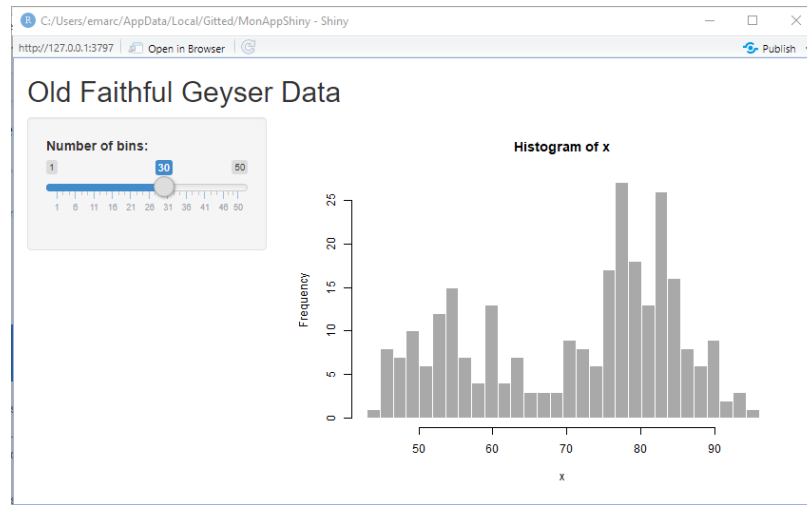 C:/Users/emarc/AppData/Local/Gitted/MonAppShiny - Shiny
http://127.0.0.1:3797 Open in Browser Publish
Old Faithful Geyser Data
Number of bins:
1 30 50
1 6 11 16 21 26 31 36 41 46 50
Histogram of x
Frequency
25
20
15
10
5
0
50 60 70 80 90
x